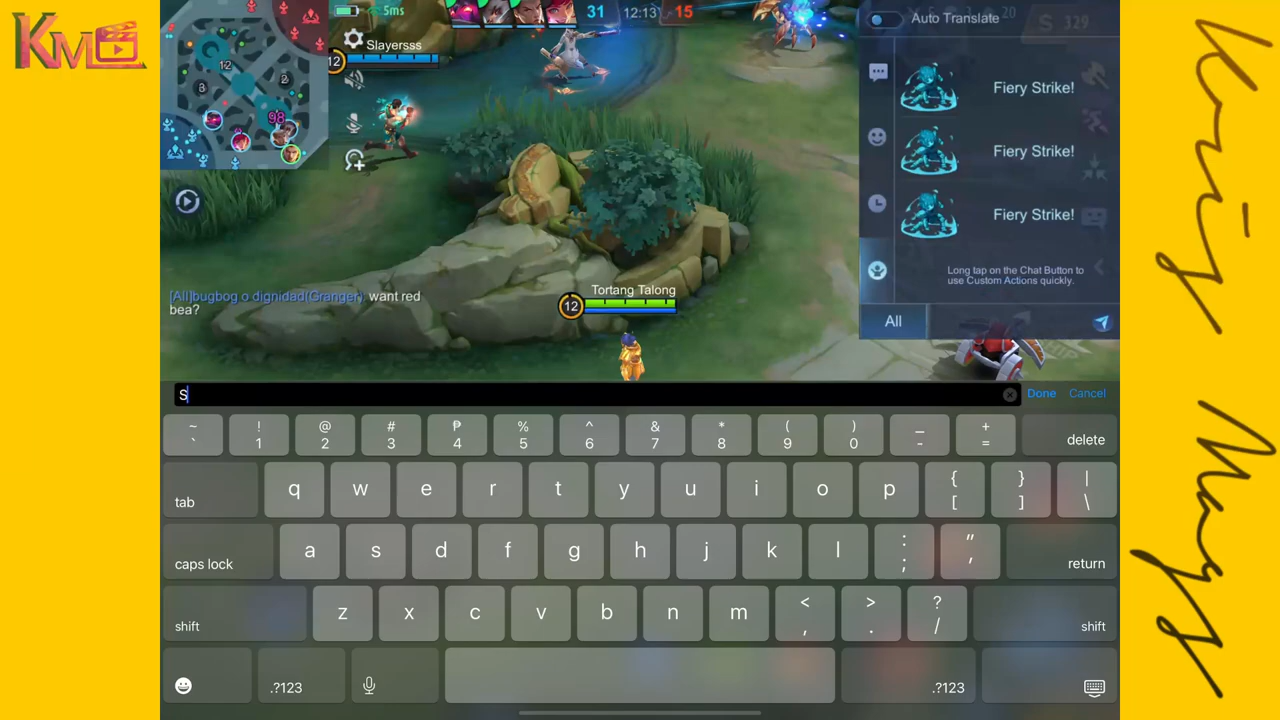 KM
5ms
31
12:13
15
Auto Translate
S 329
Slayersss
12
12
3
2
98
Fiery Strike!
Fiery Strike!
Fiery Strike!
Long tap on the Chat Button to
use Custom Actions quickly.
All
[All]bugbog o dignidad(Granger): want red
bea?
Tortang Talong
12
S
Done
Cancel
~ ! @ # ₱ % ^ & * ( ) _ +
` 1 2 3 4 5 6 7 8 9 0 - = delete
tab q w e r t y u i o p { [ } ] | \
caps lock a s d f g h j k l : ; " ' return
shift z x c v b n m < , > . ? / shift
.?123 .?123
Kris Mags